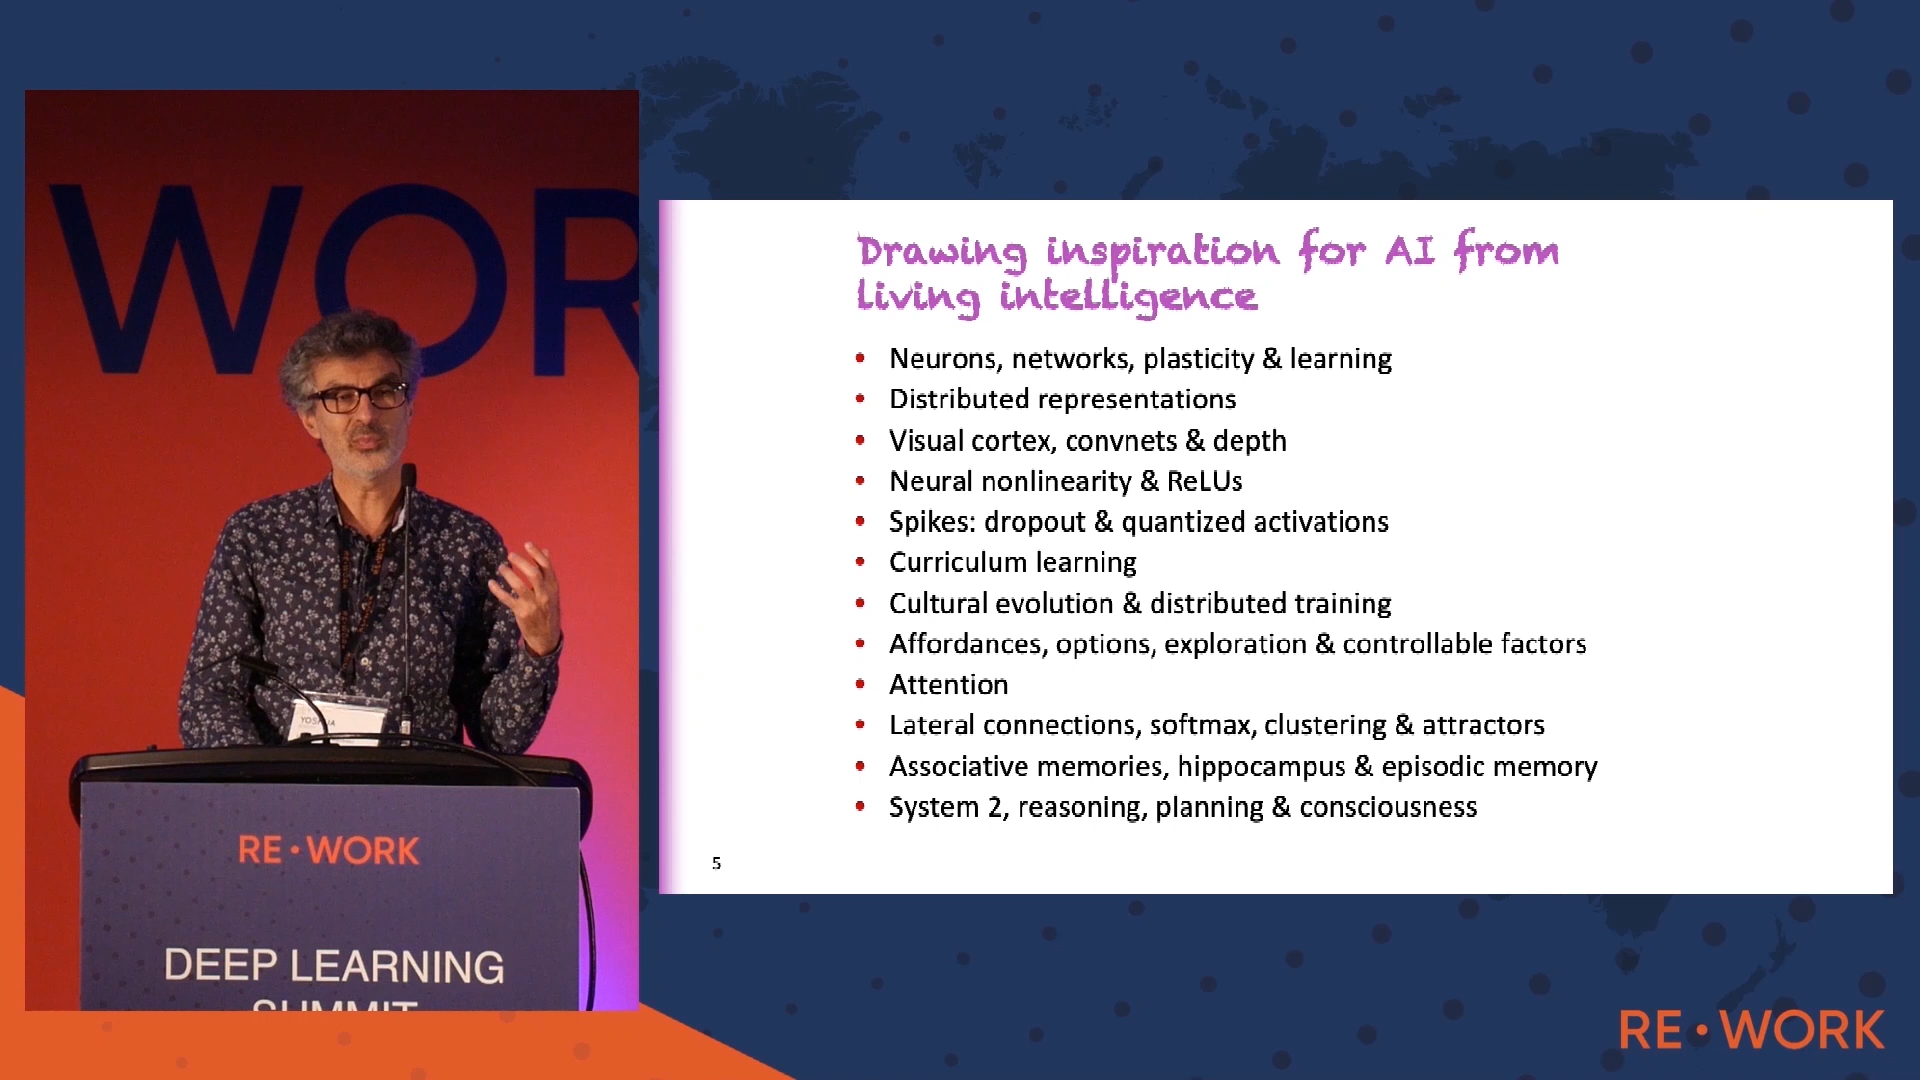 WOR
YOSHUA
RE•WORK
DEEP LEARNING
SUMMIT
Drawing inspiration for AI from
living intelligence
• Neurons, networks, plasticity & learning
• Distributed representations
• Visual cortex, convnets & depth
• Neural nonlinearity & ReLUs
• Spikes: dropout & quantized activations
• Curriculum learning
• Cultural evolution & distributed training
• Affordances, options, exploration & controllable factors
• Attention
• Lateral connections, softmax, clustering & attractors
• Associative memories, hippocampus & episodic memory
• System 2, reasoning, planning & consciousness
5
RE•WORK